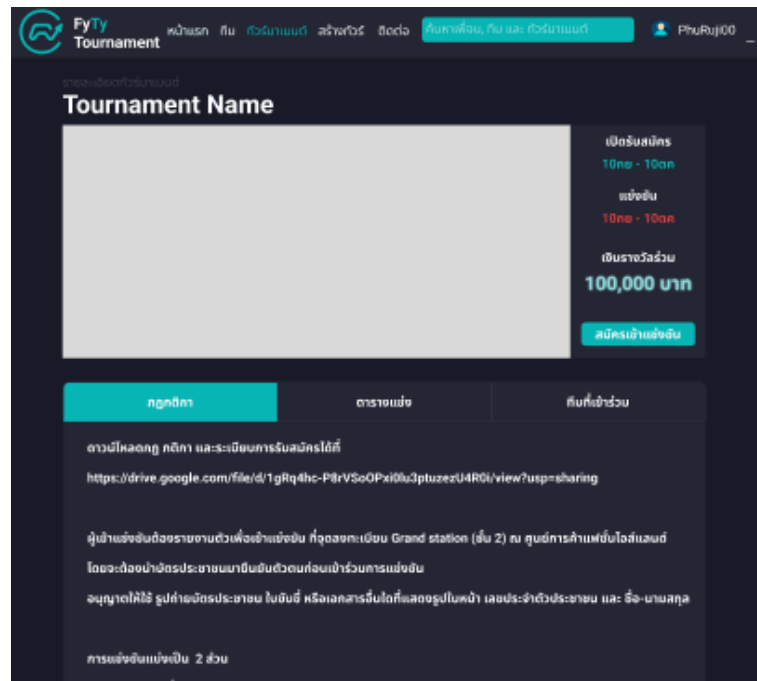 FyTy
Tournament
หน้าแรก ทีม ทัวร์นาเมนต์ สร้างทัวร์ ติดต่อ ค้นหาเพื่อน, ทีม และ ทัวร์นาเมนต์ PhuRuji00
รายละเอียดทัวร์นาเมนต์
Tournament Name
เปิดรับสมัคร
10กย - 10ตค
แข่งขัน
10กย - 10ตค
เงินรางวัลร่วม
100,000 บาท
สมัครเข้าแข่งขัน
กฎกติกา ตารางแข่ง ทีมที่เข้าร่วม
ดาวน์โหลดกฎ กติกา และระเบียบการรับสมัครได้ที่
https://drive.google.com/file/d/1gRq4hc-P8rVSoOPxi0lu3ptuzezU4R0i/view?usp=sharing
ผู้เข้าแข่งขันต้องรายงานตัวเพื่อเข้าแข่งขัน ที่จุดลงทะเบียน Grand station (ชั้น 2) ณ ศูนย์การค้าแฟชั่นไอส์แลนด์
โดยจะต้องนำบัตรประชาชนมายืนยันตัวตนก่อนเข้าร่วมการแข่งขัน
อนุญาตให้ใช้ รูปถ่ายบัตรประชาชน ใบขับขี่ หรือเอกสารอื่นใดที่แสดงรูปใบหน้า เลขประจำตัวประชาชน และ ชื่อ-นามสกุล
การแข่งขันแบ่งเป็น 2 ส่วน